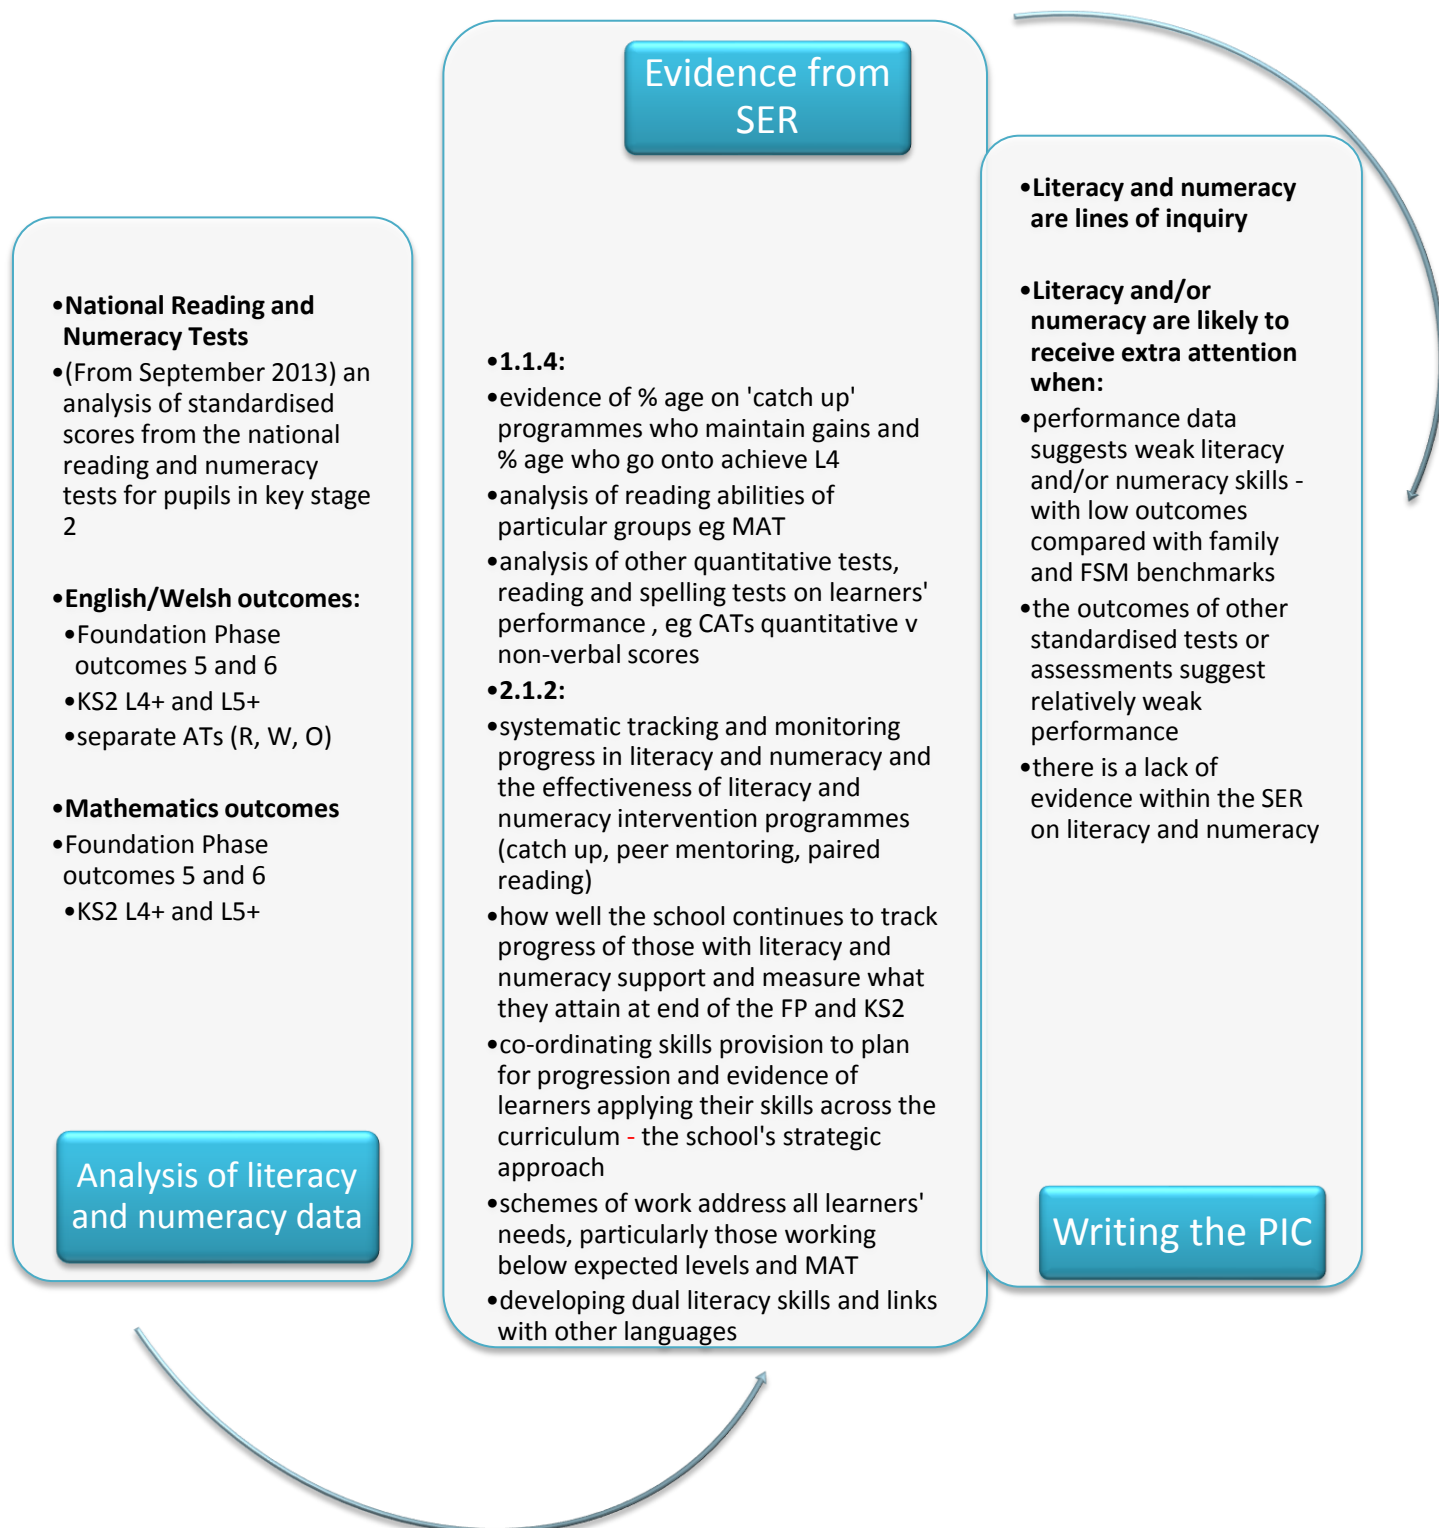 •National Reading and
Numeracy Tests
•(From September 2013) an
analysis of standardised
scores from the national
reading and numeracy
tests for pupils in key stage
2
•English/Welsh outcomes:
•Foundation Phase
outcomes 5 and 6
•KS2 L4+ and L5+
•separate ATs (R, W, O)
•Mathematics outcomes
•Foundation Phase
outcomes 5 and 6
•KS2 L4+ and L5+
Analysis of literacy
and numeracy data
Evidence from
SER
•1.1.4:
•evidence of % age on 'catch up'
programmes who maintain gains and
% age who go onto achieve L4
•analysis of reading abilities of
particular groups eg MAT
•analysis of other quantitative tests,
reading and spelling tests on learners'
performance , eg CATs quantitative v
non-verbal scores
•2.1.2:
•systematic tracking and monitoring
progress in literacy and numeracy and
the effectiveness of literacy and
numeracy intervention programmes
(catch up, peer mentoring, paired
reading)
•how well the school continues to track
progress of those with literacy and
numeracy support and measure what
they attain at end of the FP and KS2
•co-ordinating skills provision to plan
for progression and evidence of
learners applying their skills across the
curriculum - the school's strategic
approach
•schemes of work address all learners'
needs, particularly those working
below expected levels and MAT
•developing dual literacy skills and links
with other languages
•Literacy and numeracy
are lines of inquiry
•Literacy and/or
numeracy are likely to
receive extra attention
when:
•performance data
suggests weak literacy
and/or numeracy skills -
with low outcomes
compared with family
and FSM benchmarks
•the outcomes of other
standardised tests or
assessments suggest
relatively weak
performance
•there is a lack of
evidence within the SER
on literacy and numeracy
Writing the PIC